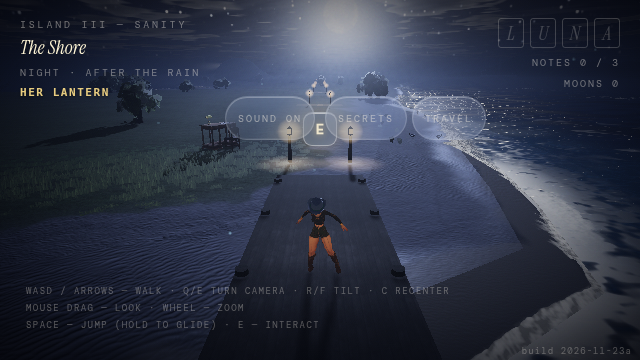 ISLAND III — SANITY
The Shore
NIGHT · AFTER THE RAIN
HER LANTERN
LUNA
NOTES 0 / 3
MOONS 0
SOUND ON
E
SECRETS
TRAVEL
WASD / ARROWS — WALK · Q/E TURN CAMERA · R/F TILT · C RECENTER
MOUSE DRAG — LOOK · WHEEL — ZOOM
SPACE — JUMP (HOLD TO GLIDE) · E — INTERACT
build 2026-11-23a